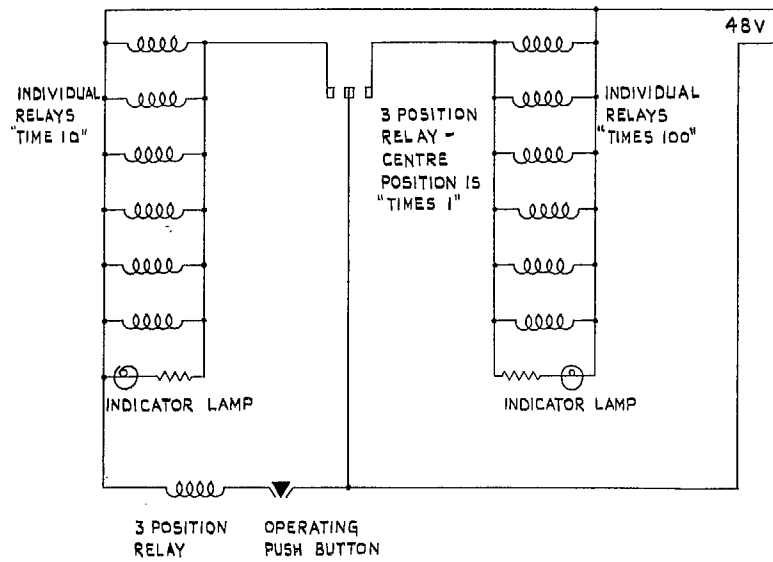 48V
INDIVIDUAL
RELAYS
"TIME 10"
3 POSITION
RELAY -
CENTRE
POSITION IS
"TIMES 1"
INDIVIDUAL
RELAYS
"TIMES 100"
INDICATOR LAMP
INDICATOR LAMP
3 POSITION
RELAY
OPERATING
PUSH BUTTON